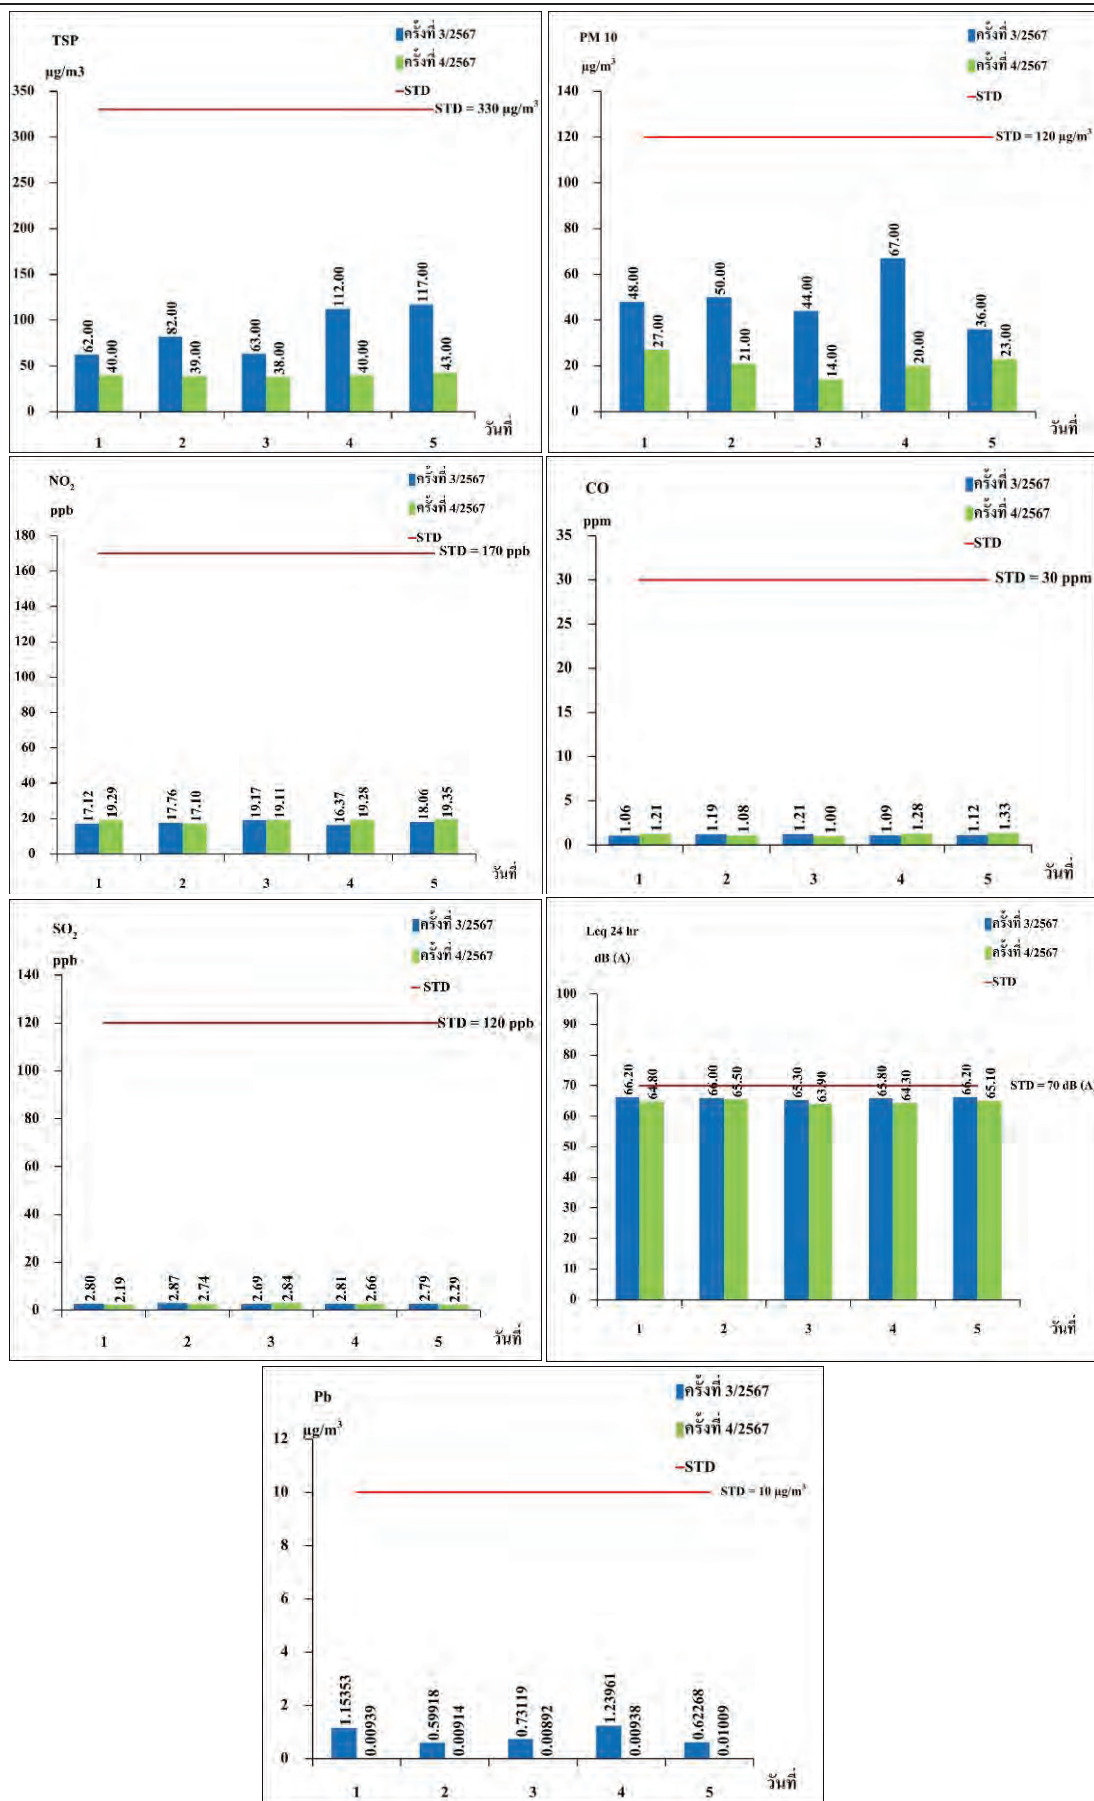 TSP
µg/m3
ครั้งที่ 3/2567
ครั้งที่ 4/2567
STD
STD = 330 µg/m³
350
300
250
200
150
100
50
0
62.00 40.00 82.00 39.00 63.00 38.00 112.00 40.00 117.00 43.00
1 2 3 4 5
วันที่
PM 10
µg/m³
ครั้งที่ 3/2567
ครั้งที่ 4/2567
STD
STD = 120 µg/m³
140
120
100
80
60
40
20
0
48.00 27.00 50.00 21.00 44.00 14.00 67.00 20.00 36.00 23.00
1 2 3 4 5
วันที่
NO₂
ppb
ครั้งที่ 3/2567
ครั้งที่ 4/2567
STD
STD = 170 ppb
180
160
140
120
100
80
60
40
20
0
17.12 19.29 17.76 17.10 19.17 19.11 16.37 19.28 18.06 19.35
1 2 3 4 5
วันที่
CO
ppm
ครั้งที่ 3/2567
ครั้งที่ 4/2567
STD
STD = 30 ppm
35
30
25
20
15
10
5
0
1.06 1.21 1.19 1.08 1.21 1.00 1.09 1.28 1.12 1.33
1 2 3 4 5
วันที่
SO₂
ppb
ครั้งที่ 3/2567
ครั้งที่ 4/2567
STD
STD = 120 ppb
140
120
100
80
60
40
20
0
2.80 2.19 2.87 2.74 2.69 2.84 2.81 2.66 2.79 2.29
1 2 3 4 5
วันที่
Leq 24 hr
dB (A)
ครั้งที่ 3/2567
ครั้งที่ 4/2567
STD
STD = 70 dB (A)
100
90
80
70
60
50
40
30
20
10
0
66.20 64.80 66.00 65.50 65.30 63.90 65.80 64.30 66.20 65.10
1 2 3 4 5
วันที่
Pb
µg/m³
ครั้งที่ 3/2567
ครั้งที่ 4/2567
STD
STD = 10 µg/m³
12
10
8
6
4
2
0
1.15353 0.00939 0.59918 0.00914 0.73119 0.00892 1.23961 0.00938 0.62268 0.01009
1 2 3 4 5
วันที่